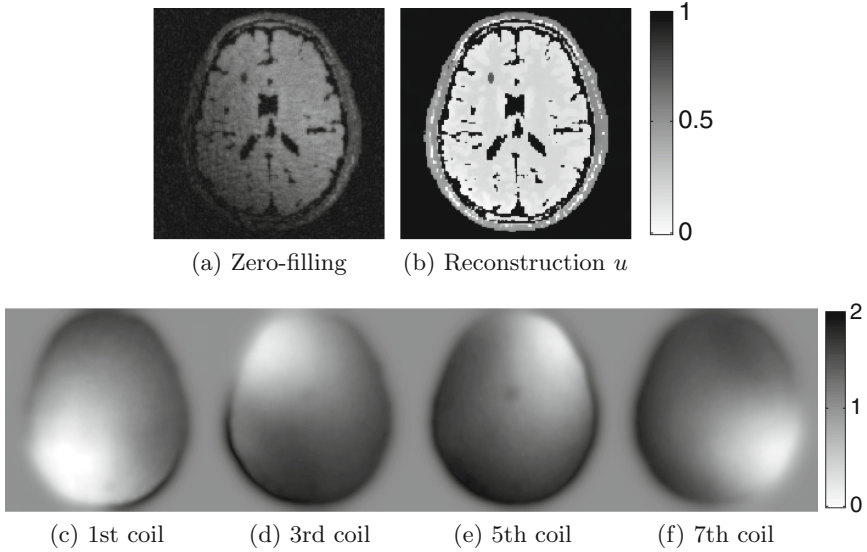 1
0.5
0
(a) Zero-filling
(b) Reconstruction u
2
1
0
(c) 1st coil
(d) 3rd coil
(e) 5th coil
(f) 7th coil